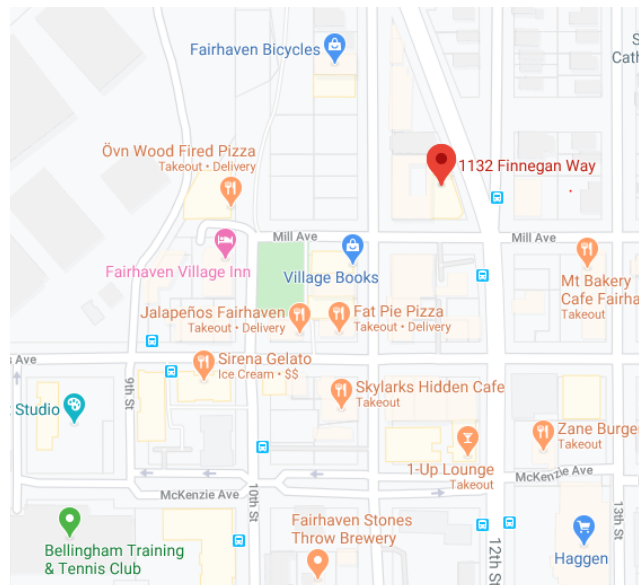 Fairhaven Bicycles
S
Cath
Övn Wood Fired Pizza
Takeout • Delivery
1132 Finnegan Way
Mill Ave
Mill Ave
Fairhaven Village Inn
Village Books
Mt Bakery
Cafe Fairha
Takeout
Jalapeños Fairhaven
Takeout • Delivery
Fat Pie Pizza
Takeout • Delivery
s Ave
Sirena Gelato
Ice Cream • $$
9th St
Skylarks Hidden Cafe
Takeout
t Studio
Zane Burger
Takeout
1-Up Lounge
Takeout
McKenzie Ave
McKenzie Ave
10th St
13th St
Fairhaven Stones
Throw Brewery
12th St
Haggen
Bellingham Training
& Tennis Club